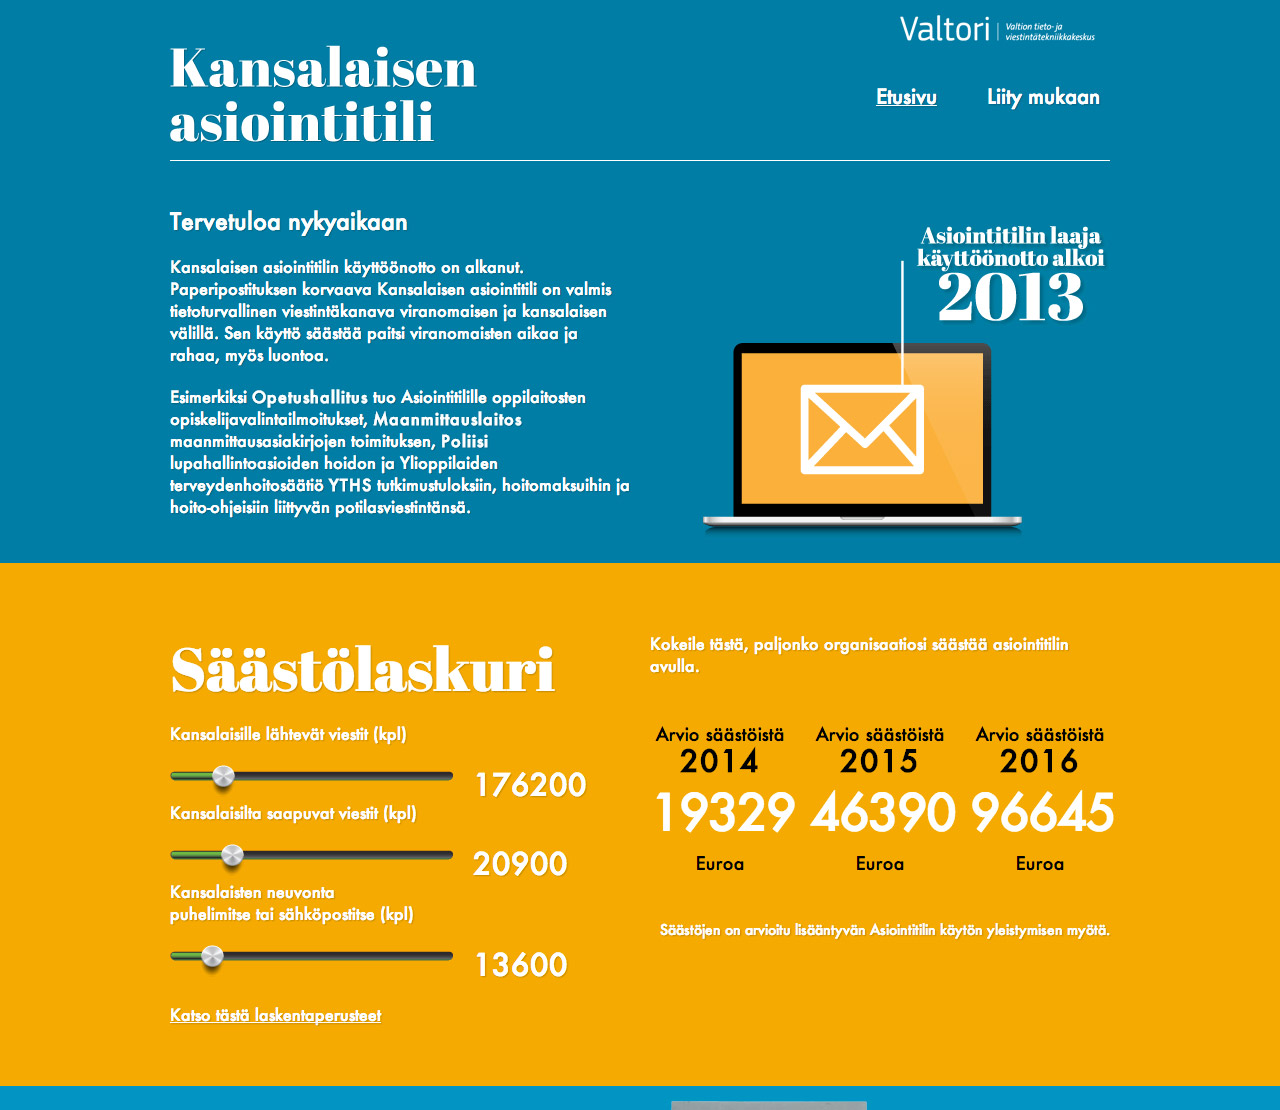 Valtori
Valtion tieto- ja
viestintätekniikkakeskus
Kansalaisen
asiointitili
Etusivu
Liity mukaan
Tervetuloa nykyaikaan
Kansalaisen asiointitilin käyttöönotto on alkanut.
Paperipostituksen korvaava Kansalaisen asiointitili on valmis
tietoturvallinen viestintäkanava viranomaisen ja kansalaisen
välillä. Sen käyttö säästää paitsi viranomaisten aikaa ja
rahaa, myös luontoa.
Esimerkiksi Opetushallitus tuo Asiointitilille oppilaitosten
opiskelijavalintailmoitukset, Maanmittauslaitos
maanmittausasiakirjojen toimituksen, Poliisi
lupahallintoasioiden hoidon ja Ylioppilaiden
terveydenhoitosäätiö YTHS tutkimustuloksiin, hoitomaksuihin ja
hoito-ohjeisiin liittyvän potilasviestintänsä.
Asiointitilin laaja
käyttöönotto alkoi
2013
Säästölaskuri
Kansalaisille lähtevät viestit (kpl)
176200
Kansalaisilta saapuvat viestit (kpl)
20900
Kansalaisten neuvonta
puhelimitse tai sähköpostitse (kpl)
13600
Katso tästä laskentaperusteet
Kokeile tästä, paljonko organisaatiosi säästää asiointitilin
avulla.
Arvio säästöistä
2014
19329
Euroa
Arvio säästöistä
2015
46390
Euroa
Arvio säästöistä
2016
96645
Euroa
Säästöjen on arvioitu lisääntyvän Asiointitilin käytön yleistymisen myötä.